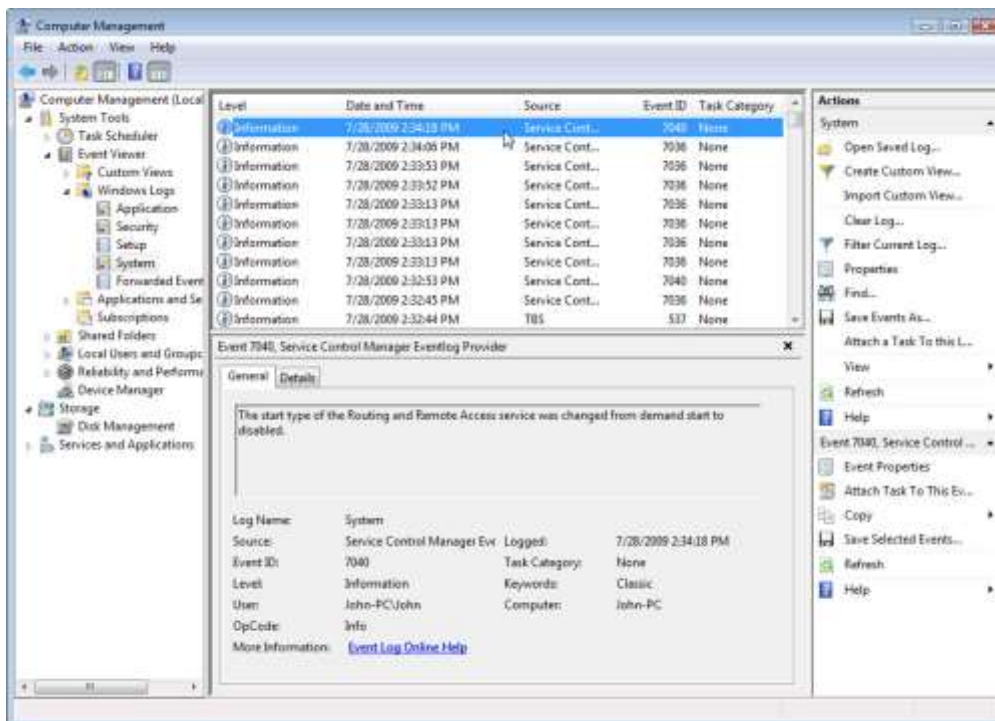 Computer Management
File Action View Help
Computer Management (Local
System Tools
Task Scheduler
Event Viewer
Custom Views
Windows Logs
Application
Security
Setup
System
Forwarded Event
Applications and Se
Subscriptions
Shared Folders
Local Users and Groups
Reliability and Performa
Device Manager
Storage
Disk Management
Services and Applications
Level Date and Time Source Event ID Task Category
Information 7/28/2009 2:34:18 PM Service Cont... 7040 None
Information 7/28/2009 2:34:06 PM Service Cont... 7036 None
Information 7/28/2009 2:33:53 PM Service Cont... 7036 None
Information 7/28/2009 2:33:52 PM Service Cont... 7036 None
Information 7/28/2009 2:33:13 PM Service Cont... 7036 None
Information 7/28/2009 2:33:13 PM Service Cont... 7036 None
Information 7/28/2009 2:33:13 PM Service Cont... 7036 None
Information 7/28/2009 2:33:13 PM Service Cont... 7036 None
Information 7/28/2009 2:32:53 PM Service Cont... 7040 None
Information 7/28/2009 2:32:45 PM Service Cont... 7036 None
Information 7/28/2009 2:32:44 PM TBS 537 None
Event 7040, Service Control Manager Eventlog Provider
General Details
The start type of the Routing and Remote Access service was changed from demand start to
disabled.
Log Name: System
Source: Service Control Manager Eve Logged: 7/28/2009 2:34:18 PM
Event ID: 7040 Task Category: None
Level: Information Keywords: Classic
User: John-PC\John Computer: John-PC
OpCode: Info
More Information: Event Log Online Help
Actions
System
Open Saved Log...
Create Custom View...
Import Custom View...
Clear Log...
Filter Current Log...
Properties
Find...
Save Events As...
Attach a Task To this L...
View
Refresh
Help
Event 7040, Service Control ...
Event Properties
Attach Task To This Ev...
Copy
Save Selected Events...
Refresh
Help